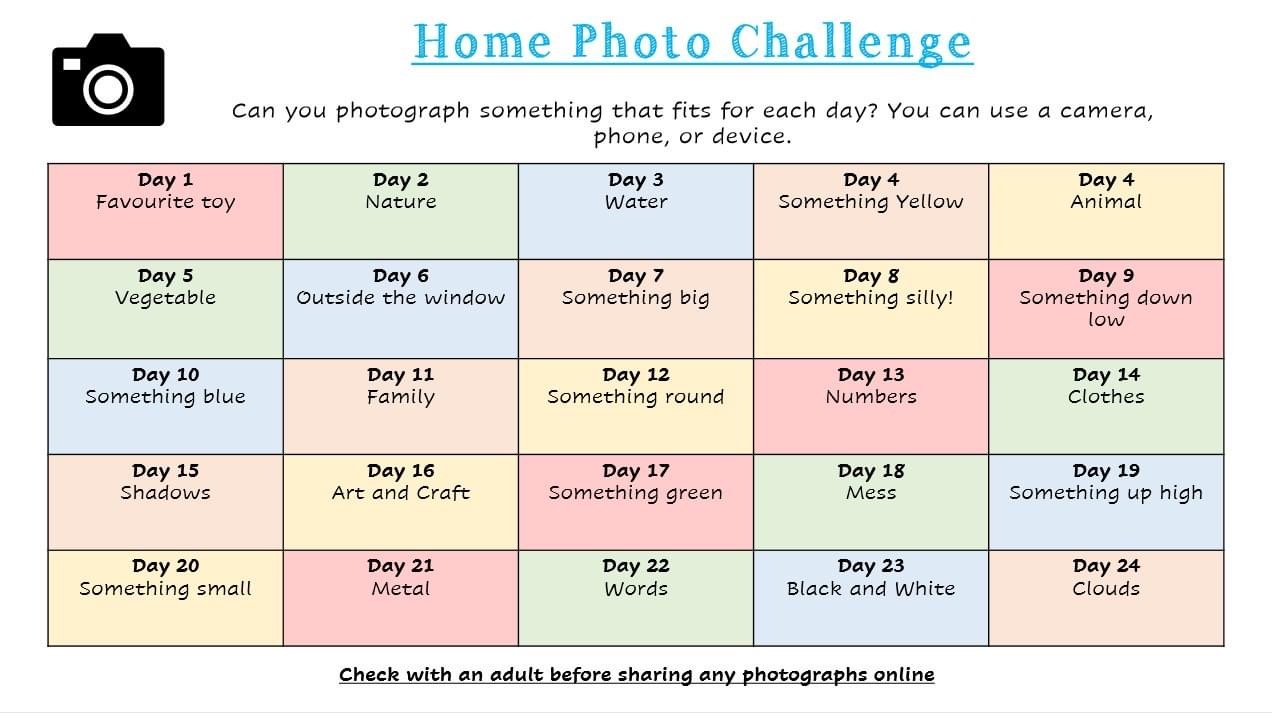 Home Photo Challenge
Can you photograph something that fits for each day? You can use a camera,
phone, or device.
Day 1
Favourite toy
Day 2
Nature
Day 3
Water
Day 4
Something Yellow
Day 4
Animal
Day 5
Vegetable
Day 6
Outside the window
Day 7
Something big
Day 8
Something silly!
Day 9
Something down
low
Day 10
Something blue
Day 11
Family
Day 12
Something round
Day 13
Numbers
Day 14
Clothes
Day 15
Shadows
Day 16
Art and Craft
Day 17
Something green
Day 18
Mess
Day 19
Something up high
Day 20
Something small
Day 21
Metal
Day 22
Words
Day 23
Black and White
Day 24
Clouds
Check with an adult before sharing any photographs online